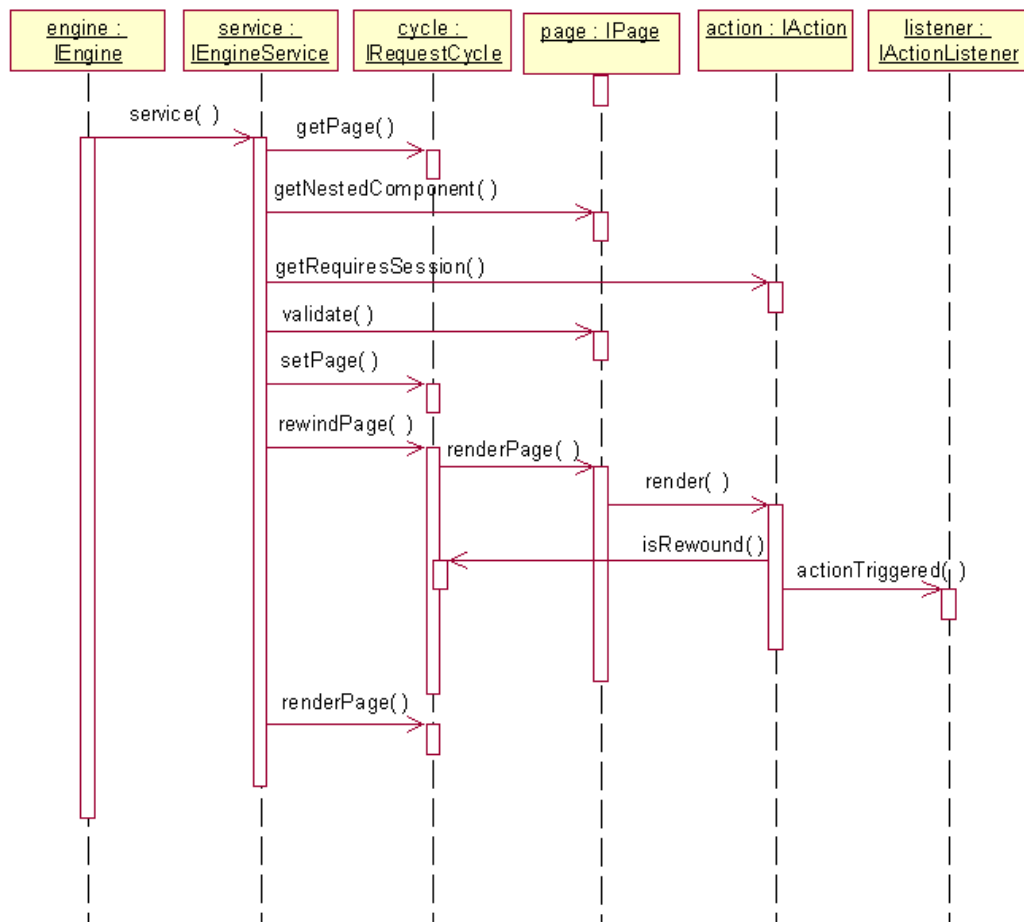 engine :
IEngine
service :
IEngineService
cycle :
IRequestCycle
page : IPage
action : IAction
listener :
IActionListener
service( )
getPage()
getNestedComponent( )
getRequiresSession()
validate()
setPage()
rewindPage( )
renderPage( )
render( )
isRewound()
actionTriggered( )
renderPage()